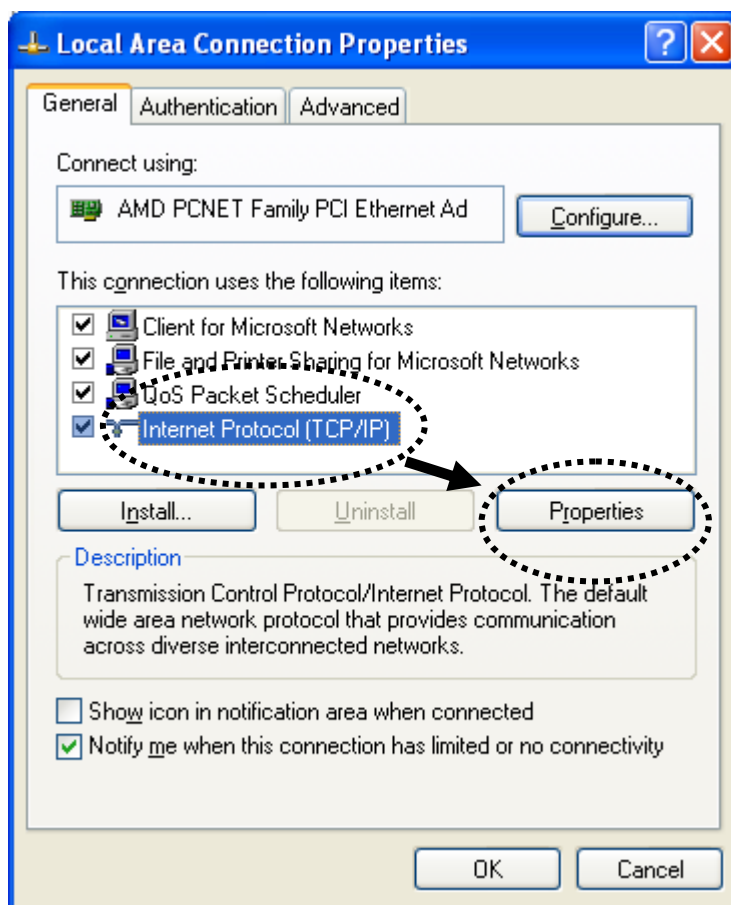 Local Area Connection Properties
General
Authentication
Advanced
Connect using:
AMD PCNET Family PCI Ethernet Ad
Configure...
This connection uses the following items:
Client for Microsoft Networks
File and Printer Sharing for Microsoft Networks
QoS Packet Scheduler
Internet Protocol (TCP/IP)
Install...
Uninstall
Properties
Description
Transmission Control Protocol/Internet Protocol. The default
wide area network protocol that provides communication
across diverse interconnected networks.
Show icon in notification area when connected
Notify me when this connection has limited or no connectivity
OK
Cancel